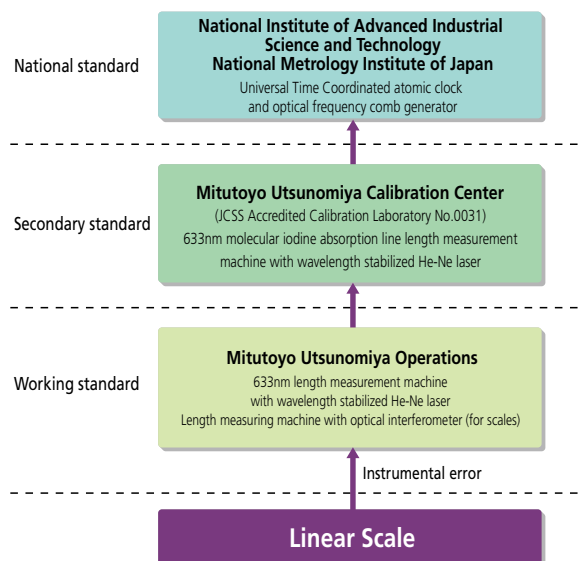 National standard
National Institute of Advanced Industrial
Science and Technology
National Metrology Institute of Japan
Universal Time Coordinated atomic clock
and optical frequency comb generator
Secondary standard
Mitutoyo Utsunomiya Calibration Center
(JCSS Accredited Calibration Laboratory No.0031)
633nm molecular iodine absorption line length measurement
machine with wavelength stabilized He-Ne laser
Working standard
Mitutoyo Utsunomiya Operations
633nm length measurement machine
with wavelength stabilized He-Ne laser
Length measuring machine with optical interferometer (for scales)
Instrumental error
Linear Scale